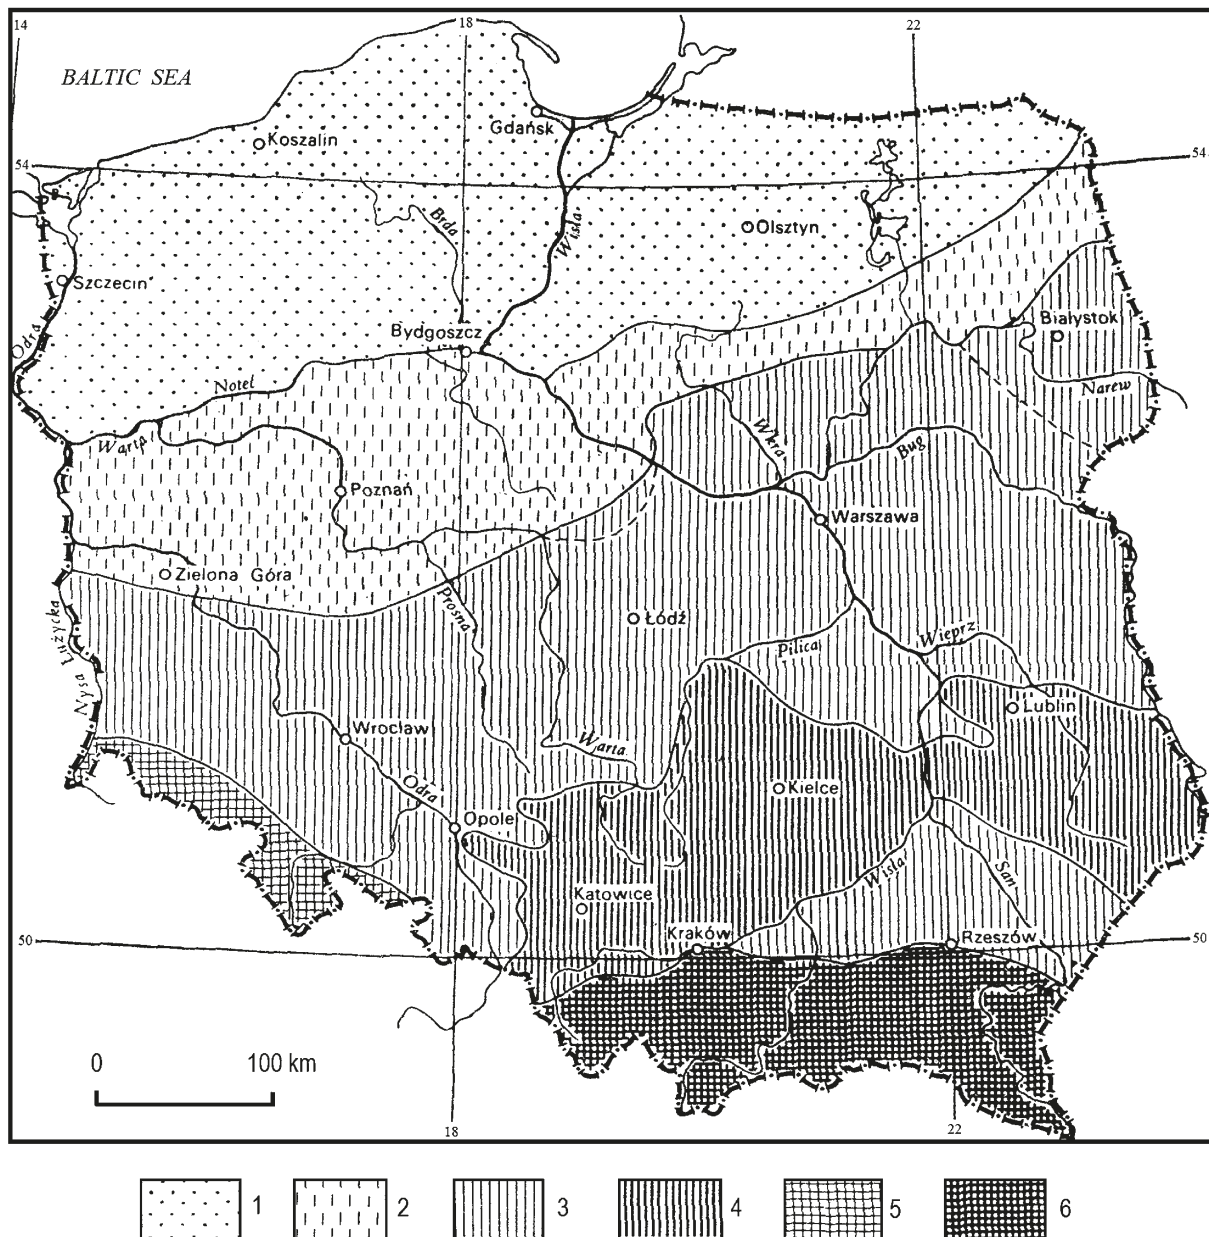 14
18
22
BALTIC SEA
Gdańsk
Koszalin
54
54
Brda
Wisła
Olsztyn
Szczecin
Odra
Bydgoszcz
Białystok
Noteć
Narew
Warta
Wkra
Bug
Poznań
Warszawa
Zielona Góra
Prosna
Łódź
Nysa Łużycka
Pilica
Wieprz
Lublin
Wrocław
Warta
Odra
Kielce
Opole
Wisła
San
Katowice
Kraków
Rzeszów
50
50
0 100 km
18
22
1 2 3 4 5 6